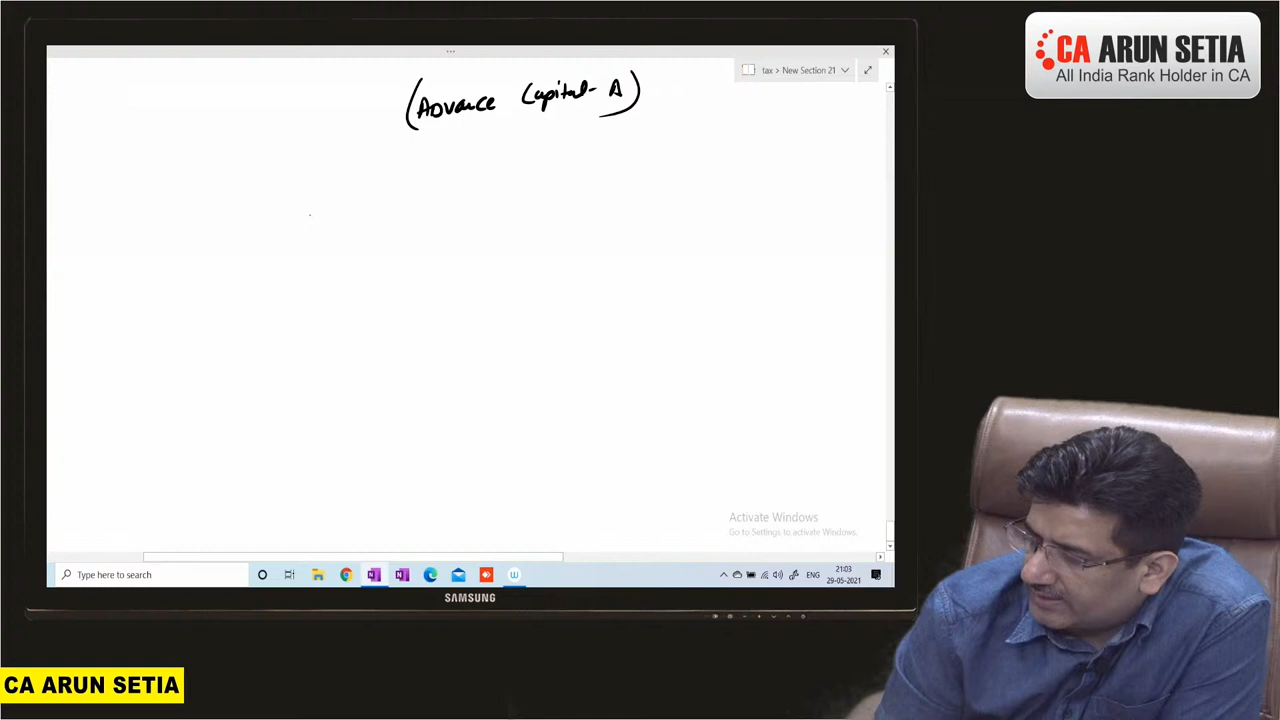 CA ARUN SETIA
All India Rank Holder in CA
tax > New Section 21
(Advance Capital - A)
Activate Windows
Go to Settings to activate Windows.
Type here to search
ENG
21:03
29-05-2021
SAMSUNG
CA ARUN SETIA